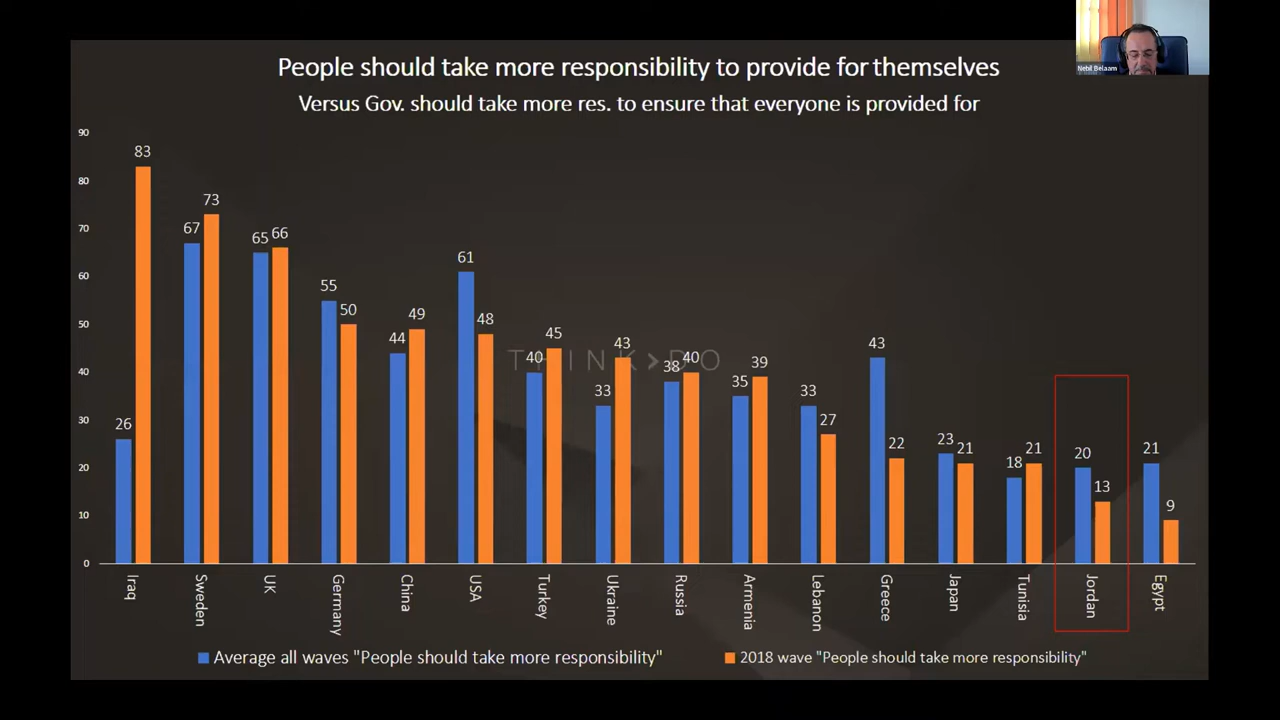 Nebil Belaam
People should take more responsibility to provide for themselves
Versus Gov. should take more res. to ensure that everyone is provided for
90
80
70
60
50
40
30
20
10
0
26 83
67 73
65 66
55 50
44 49
61 48
40 45
33 43
38 40
35 39
33 27
43 22
23 21
18 21
20 13
21 9
THINK>DO
Iraq
Sweden
UK
Germany
China
USA
Turkey
Ukraine
Russia
Armenia
Lebanon
Greece
Japan
Tunisia
Jordan
Egypt
Average all waves "People should take more responsibility"
2018 wave "People should take more responsibility"